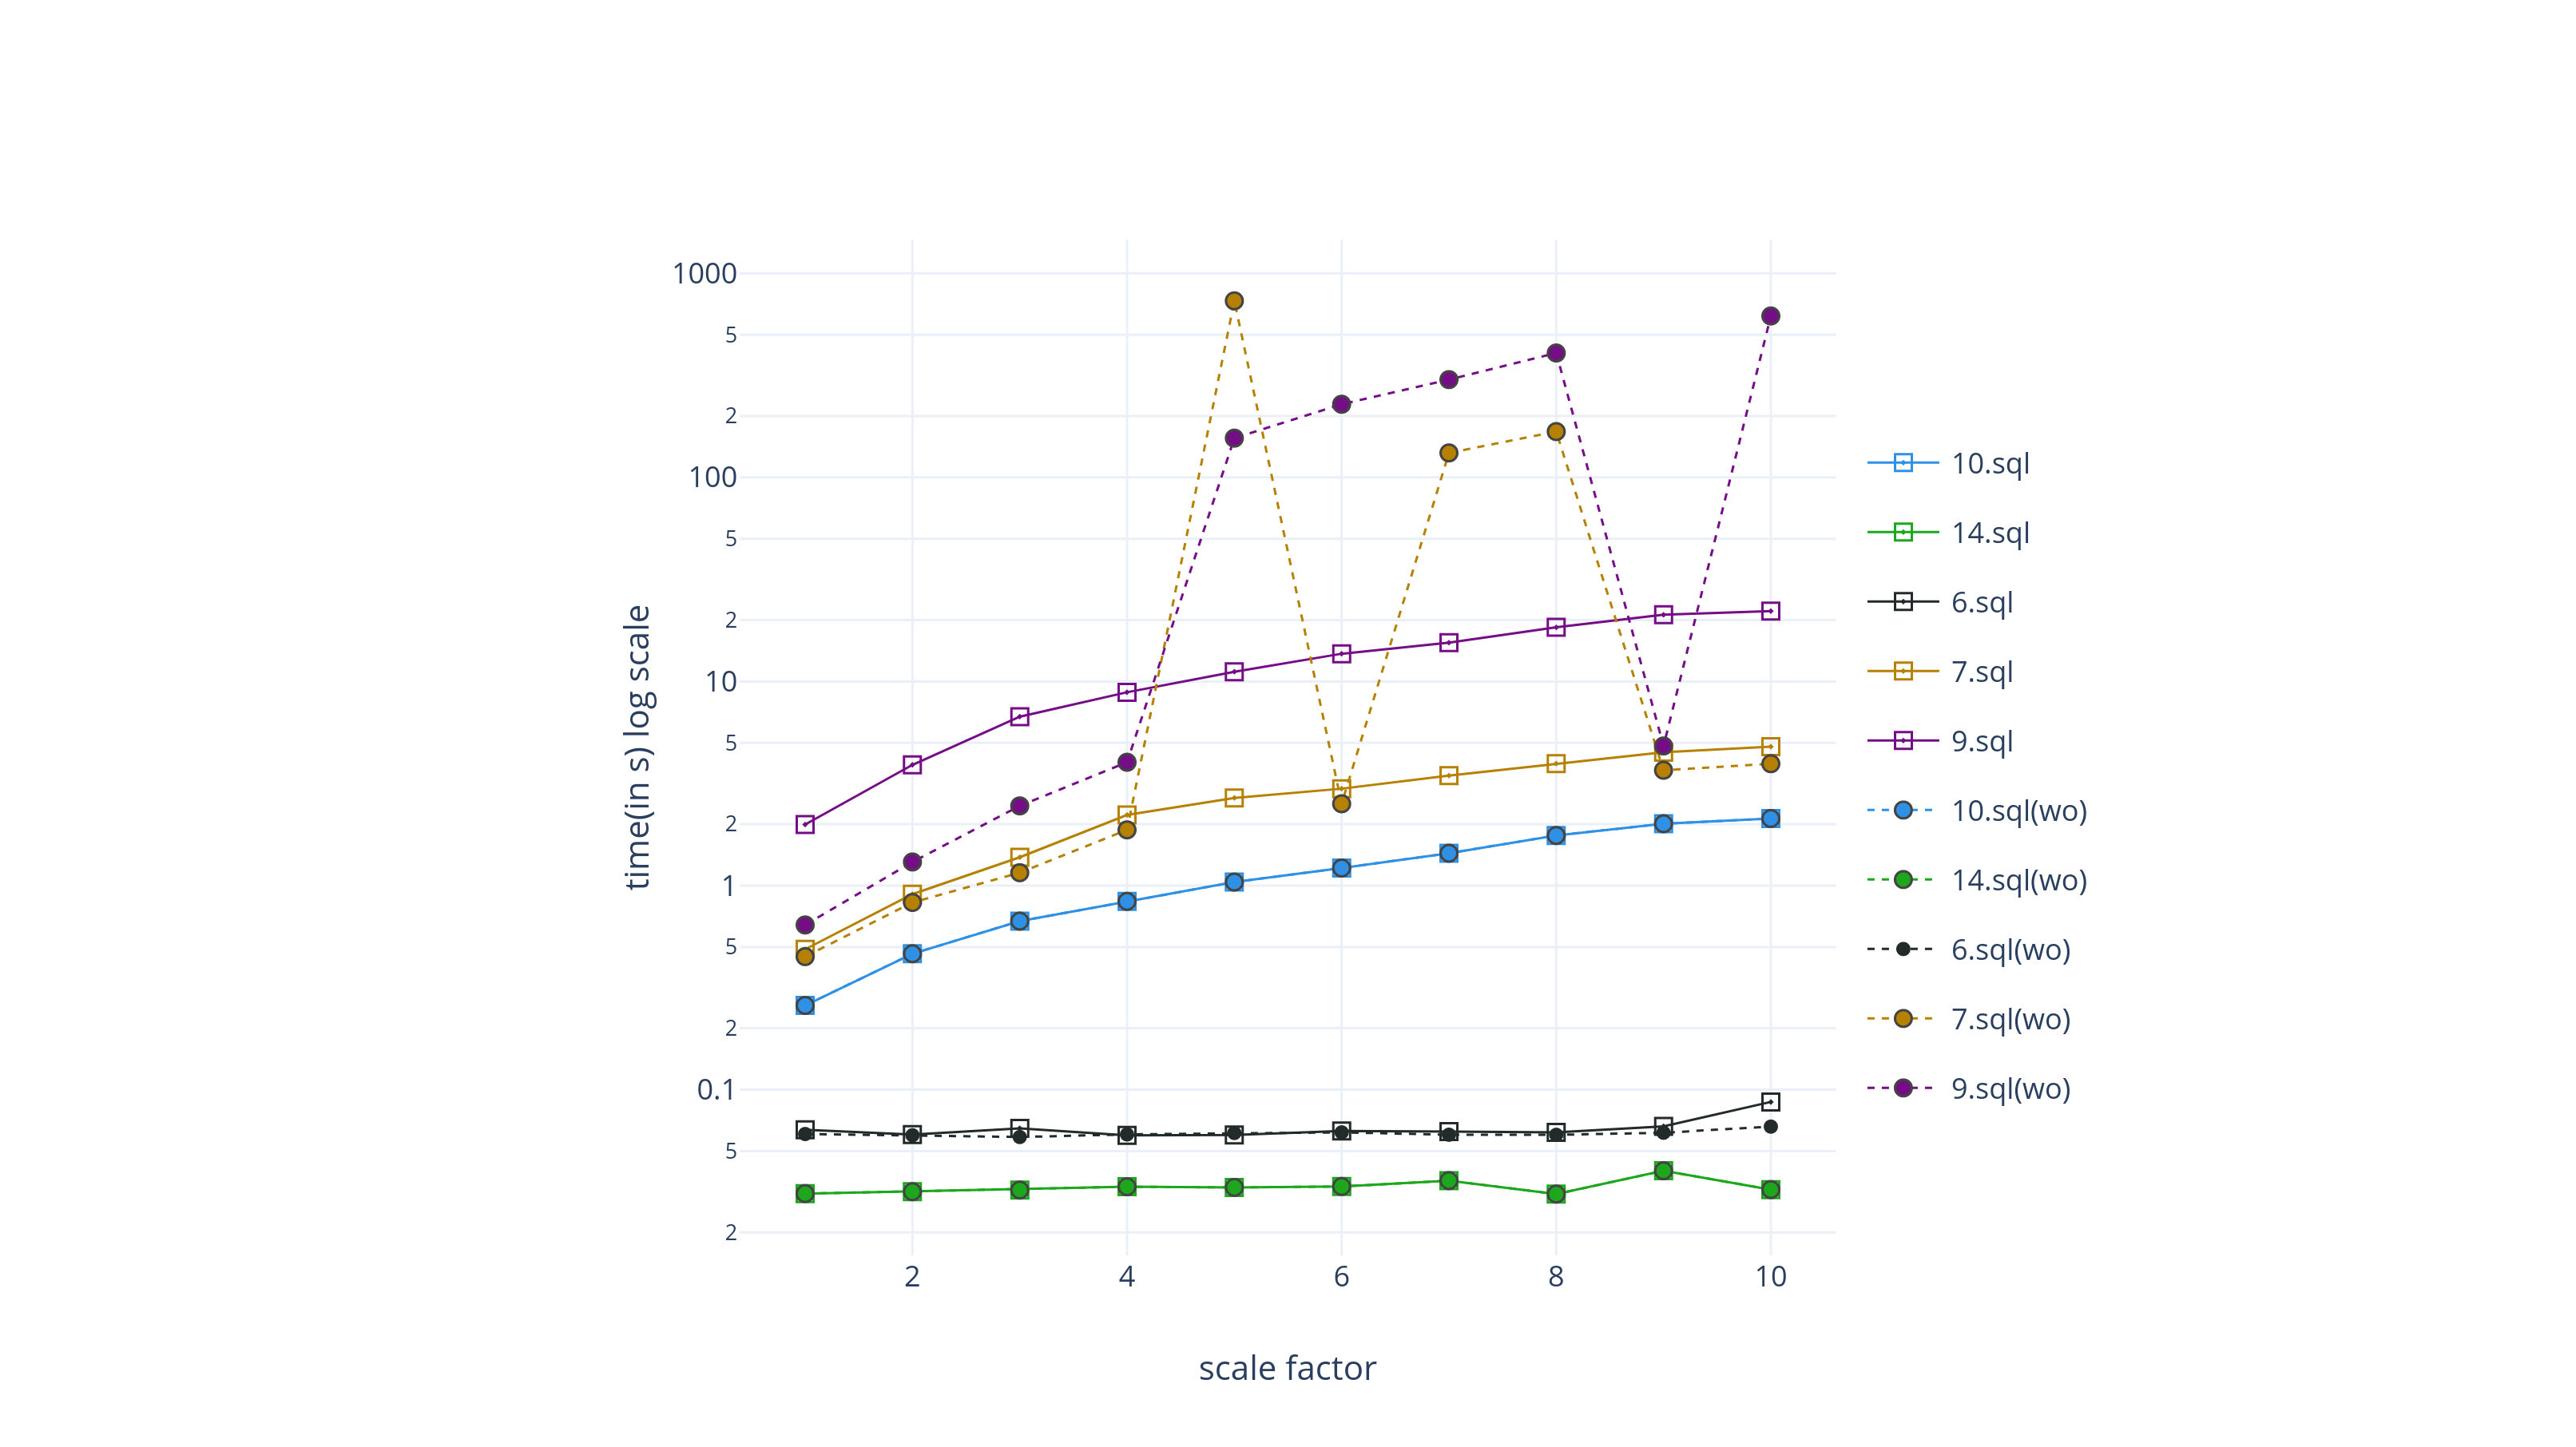 1000
5
2
100
5
2
10
5
2
1
5
2
0.1
5
2
time(in s) log scale
2 4 6 8 10
scale factor
10.sql
14.sql
6.sql
7.sql
9.sql
10.sql(wo)
14.sql(wo)
6.sql(wo)
7.sql(wo)
9.sql(wo)